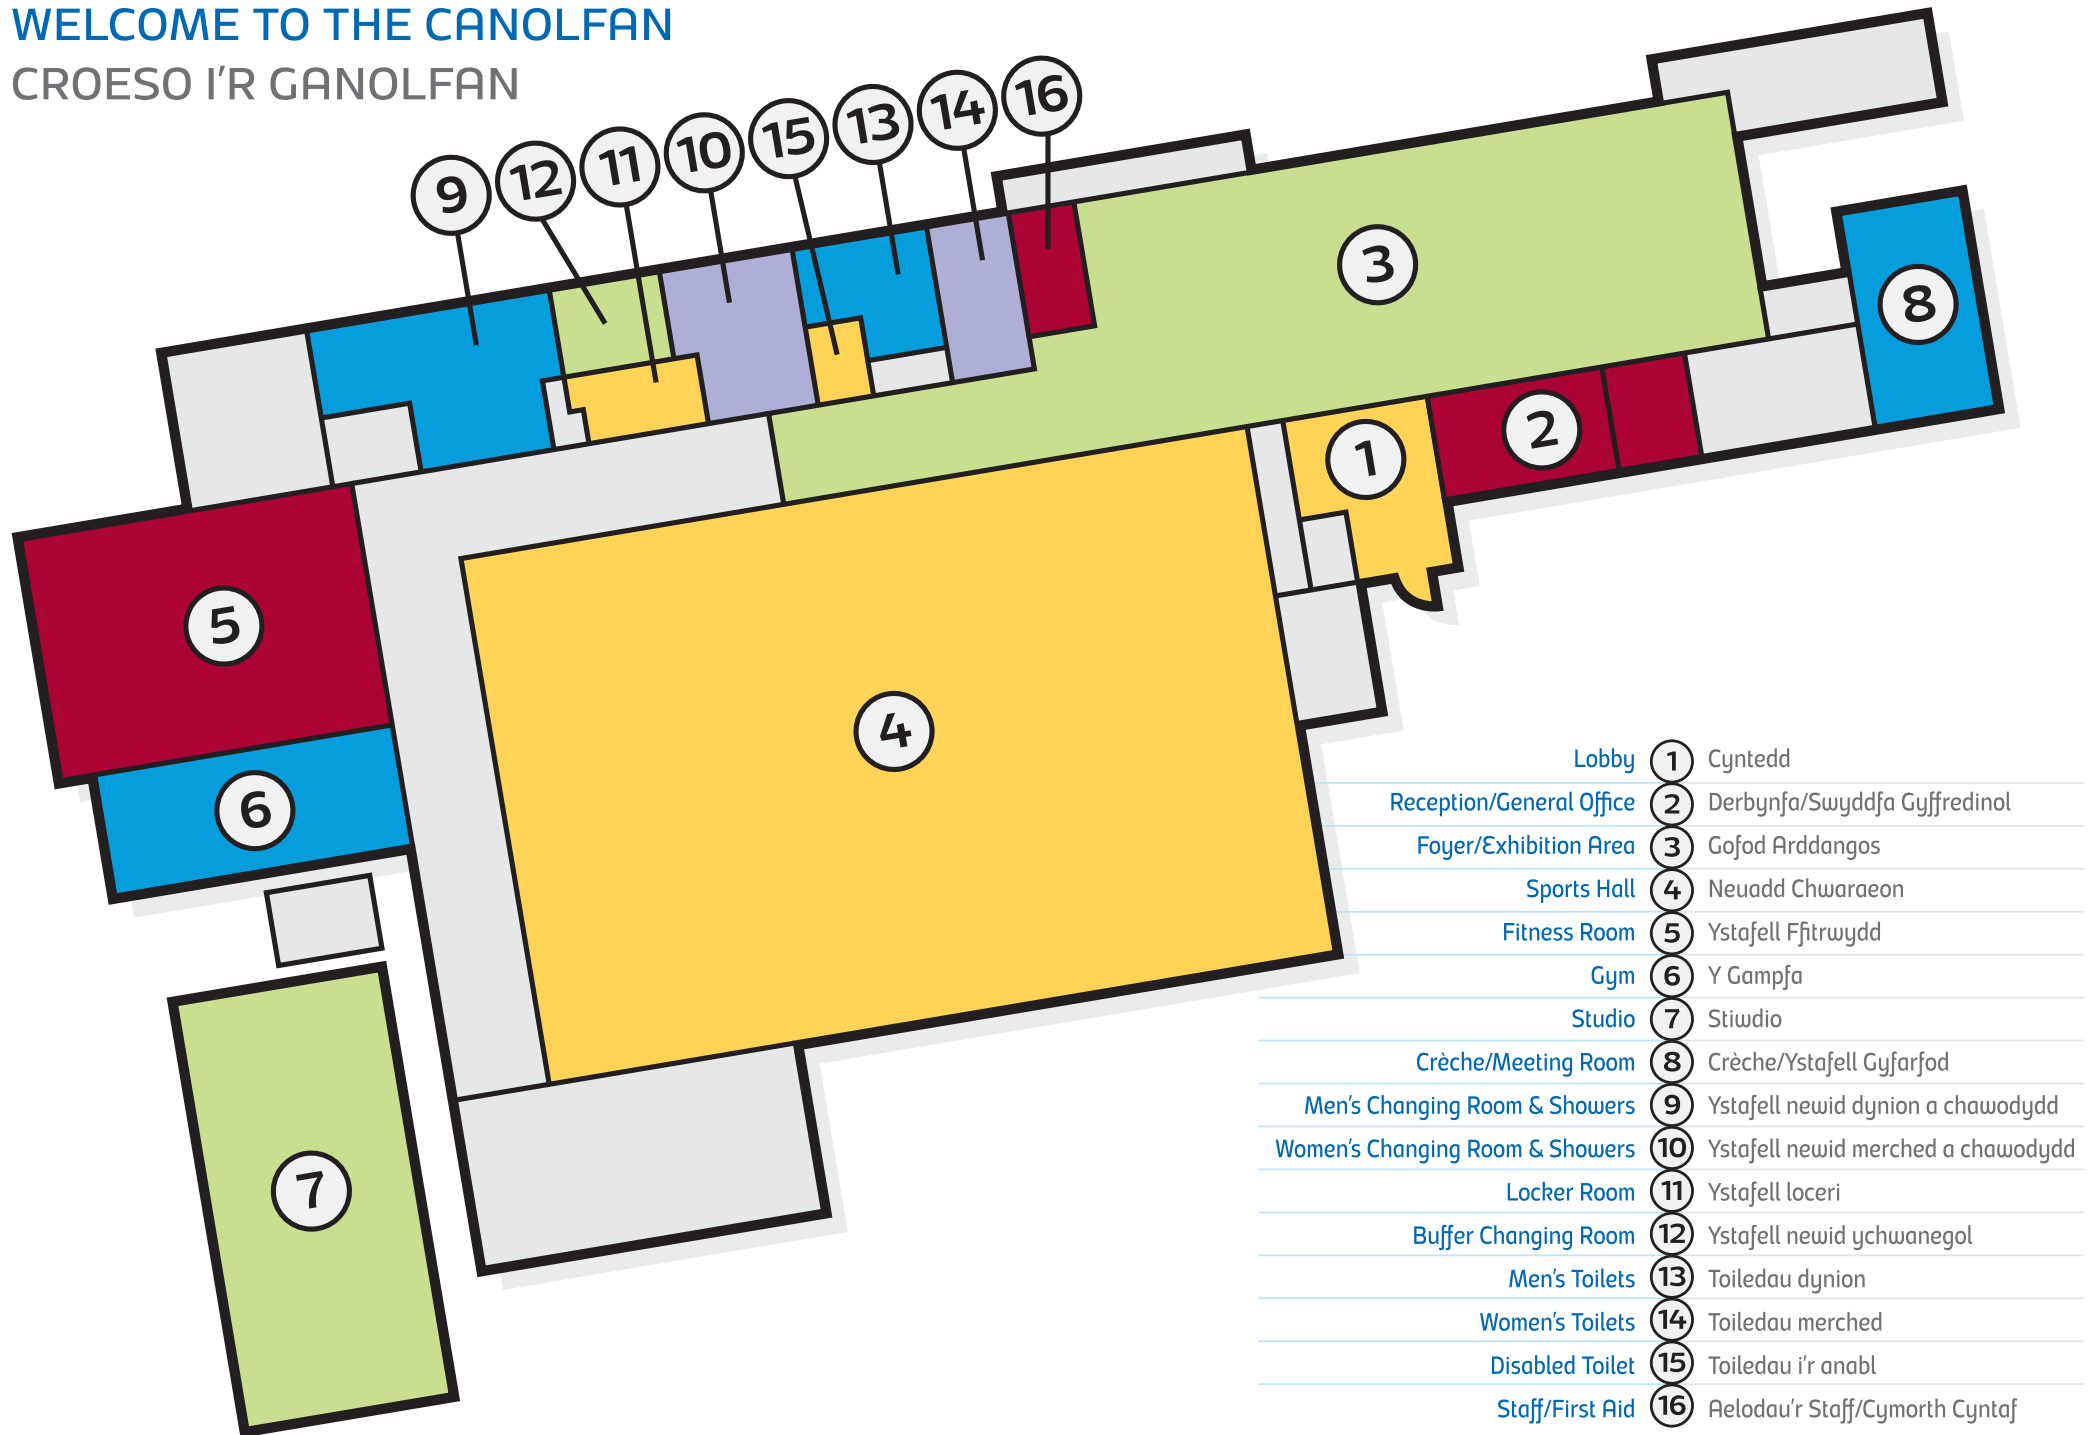 WELCOME TO THE CANOLFAN
CROESO I'R GANOLFAN
16
14
13
15
10
11
12
9
3
8
2
1
5
4
6
7
Lobby 1 Cyntedd
Reception/General Office 2 Derbynfa/Swyddfa Gyffredinol
Foyer/Exhibition Area 3 Gofod Arddangos
Sports Hall 4 Neuadd Chwaraeon
Fitness Room 5 Ystafell Ffitrwydd
Gym 6 Y Gampfa
Studio 7 Stiwdio
Crèche/Meeting Room 8 Crèche/Ystafell Gyfarfod
Men's Changing Room & Showers 9 Ystafell newid dynion a chawodydd
Women's Changing Room & Showers 10 Ystafell newid merched a chawodydd
Locker Room 11 Ystafell loceri
Buffer Changing Room 12 Ystafell newid ychwanegol
Men's Toilets 13 Toiledau dynion
Women's Toilets 14 Toiledau merched
Disabled Toilet 15 Toiledau i'r anabl
Staff/First Aid 16 Aelodau'r Staff/Cymorth Cyntaf